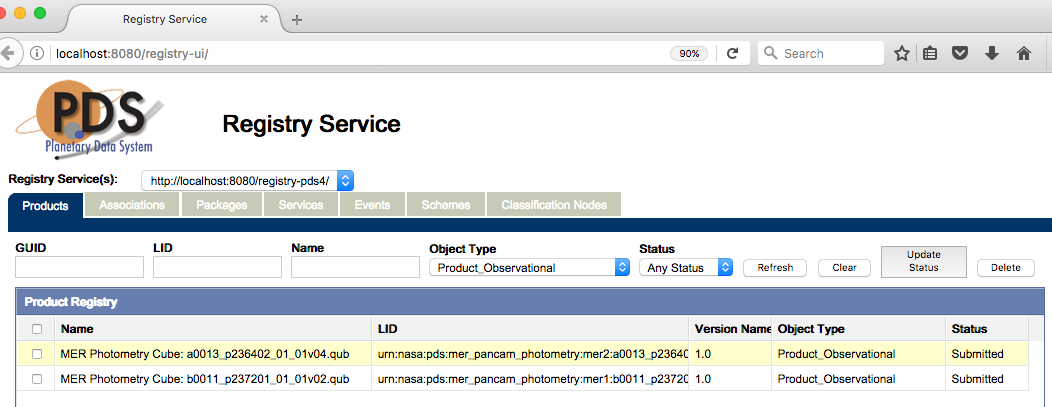 Registry Service
localhost:8080/registry-ui/
90%
Search
PDS
Planetary Data System
Registry Service
Registry Service(s): http://localhost:8080/registry-pds4/
Products Associations Packages Services Events Schemes Classification Nodes
GUID LID Name Object Type Status
Product_Observational Any Status Refresh Clear Update Status Delete
Product Registry
Name LID Version Name Object Type Status
MER Photometry Cube: a0013_p236402_01_01v04.qub urn:nasa:pds:mer_pancam_photometry:mer2:a0013_p2364 1.0 Product_Observational Submitted
MER Photometry Cube: b0011_p237201_01_01v02.qub urn:nasa:pds:mer_pancam_photometry:mer1:b0011_p23720 1.0 Product_Observational Submitted